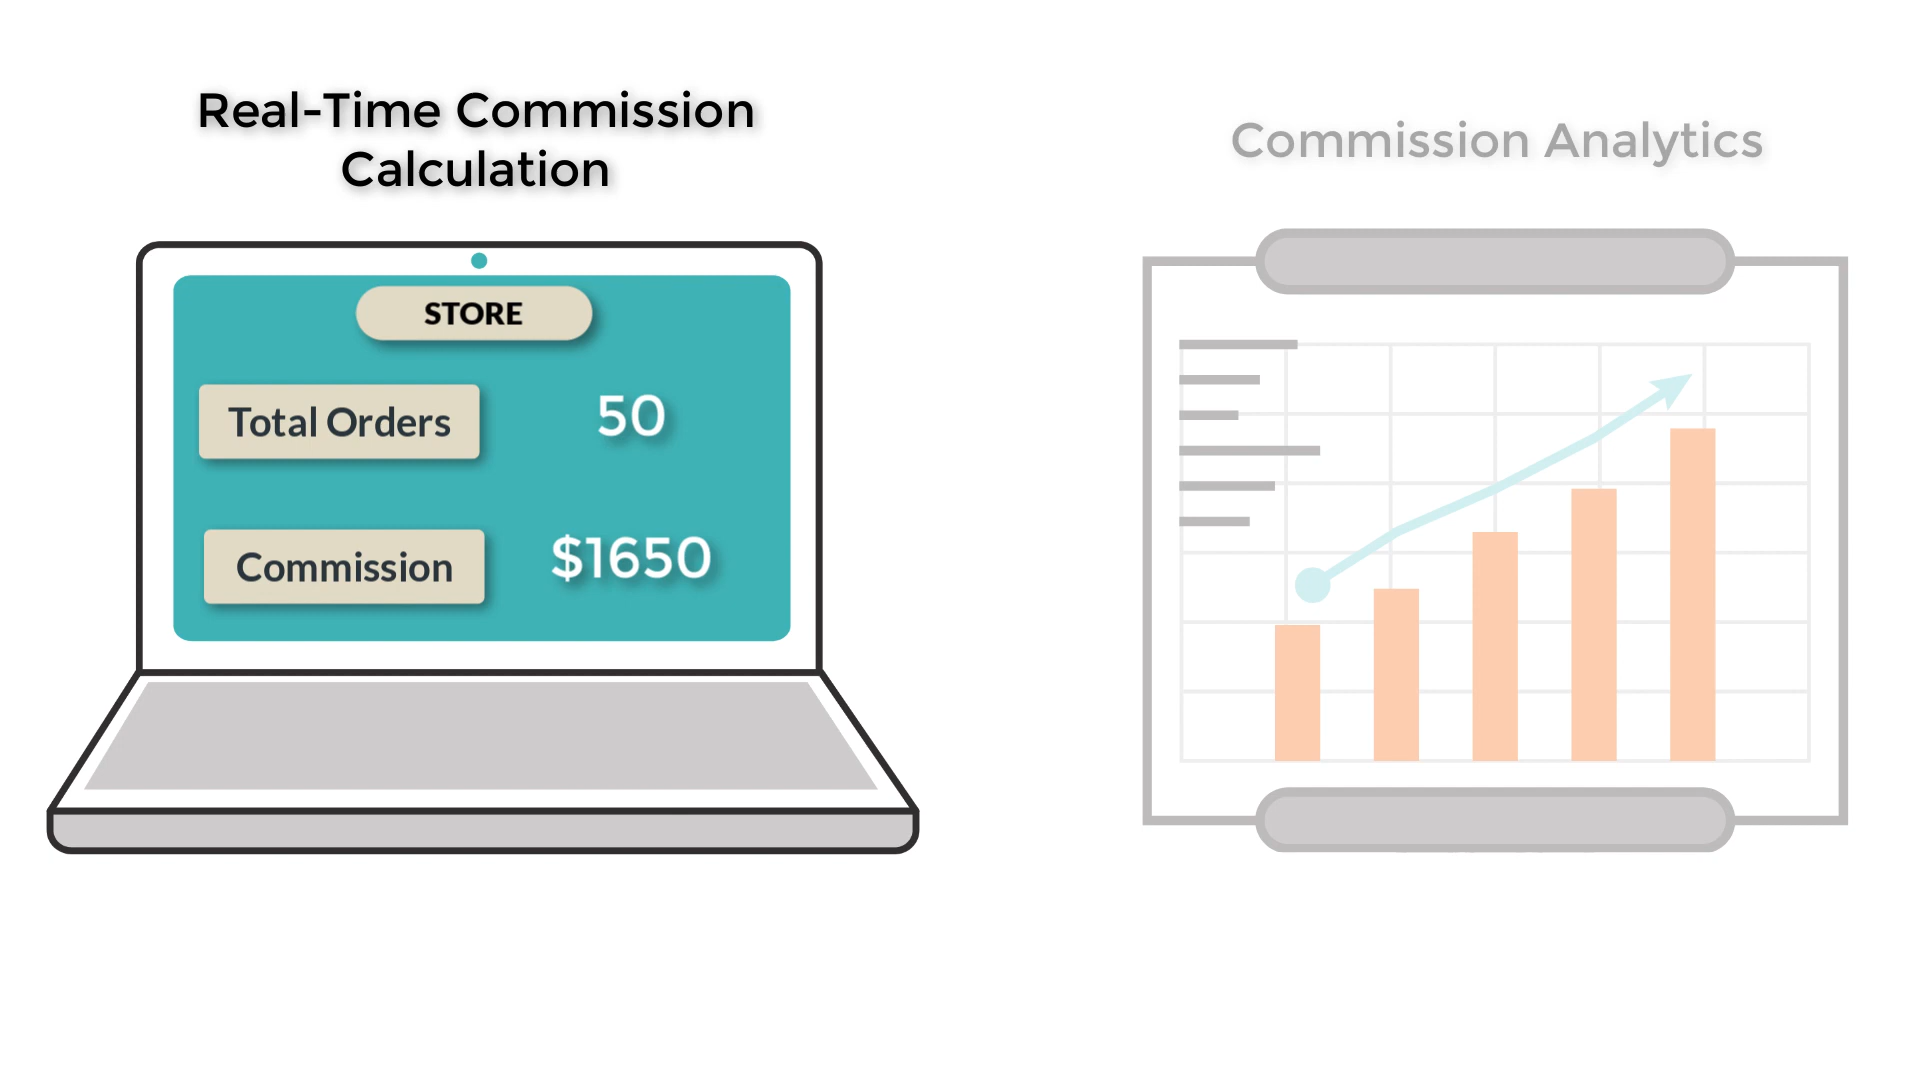 Real-Time Commission
Calculation
STORE
Total Orders 50
Commission $1650
Commission Analytics